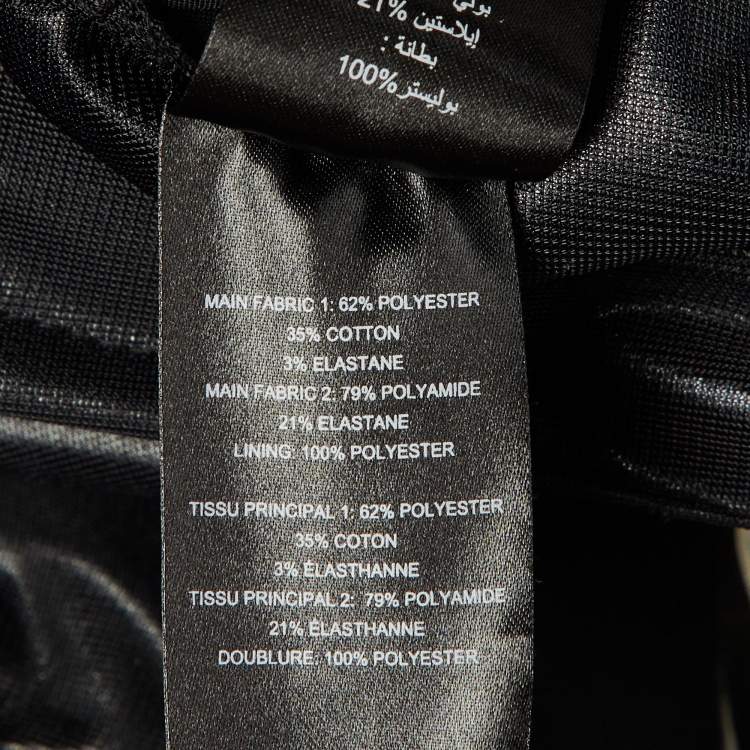 بولي
إيلاستين 21%
بطانة :
بوليستر 100%
MAIN FABRIC 1: 62% POLYESTER
35% COTTON
3% ELASTANE
MAIN FABRIC 2: 79% POLYAMIDE
21% ELASTANE
LINING: 100% POLYESTER
TISSU PRINCIPAL 1: 62% POLYESTER
35% COTON
3% ÉLASTHANNE
TISSU PRINCIPAL 2: 79% POLYAMIDE
21% ÉLASTHANNE
DOUBLURE: 100% POLYESTER